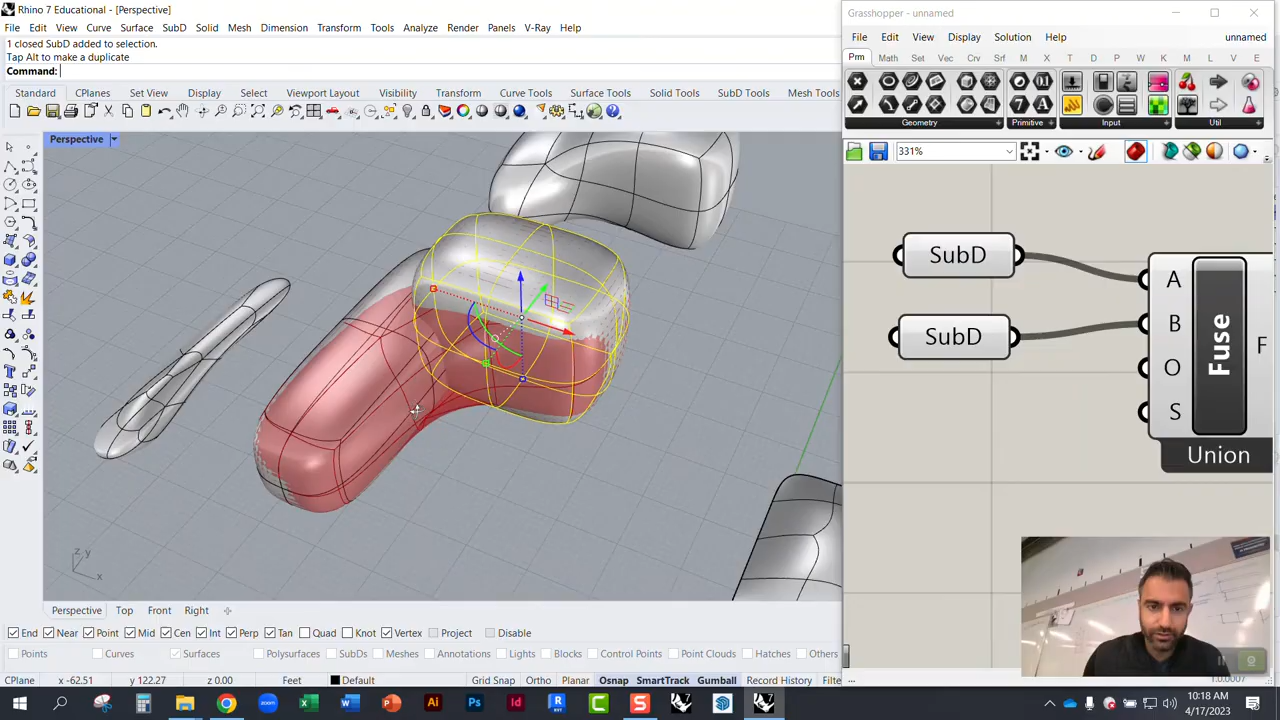 Rhino 7 Educational - [Perspective]
File Edit View Curve Surface SubD Solid Mesh Dimension Transform Tools Analyze Render Panels V-Ray Help
1 closed SubD added to selection.
Tap Alt to make a duplicate
Command:
Standard CPlanes Set View Display Select Viewport Layout Visibility Transform Curve Tools Surface Tools Solid Tools SubD Tools Mesh Tools
Perspective
z y
x
Perspective Top Front Right
End Near Point Mid Cen Int Perp Tan Quad Knot Vertex Project Disable
Points Curves Surfaces Polysurfaces SubDs Meshes Annotations Lights Blocks Control Points Point Clouds Hatches Others
CPlane x -62.51 y 122.27 z 0.00 Feet Default Grid Snap Ortho Planar Osnap SmartTrack Gumball Record History Filte
Grasshopper - unnamed
File Edit View Display Solution Help unnamed
Prm Math Set Vec Crv Srf M X T D P W K M L V E
Geometry Primitive Input Util
331%
SubD
SubD
A
B
O
S
Fuse
F
Union
1.0.0007
10:18 AM
4/17/2023